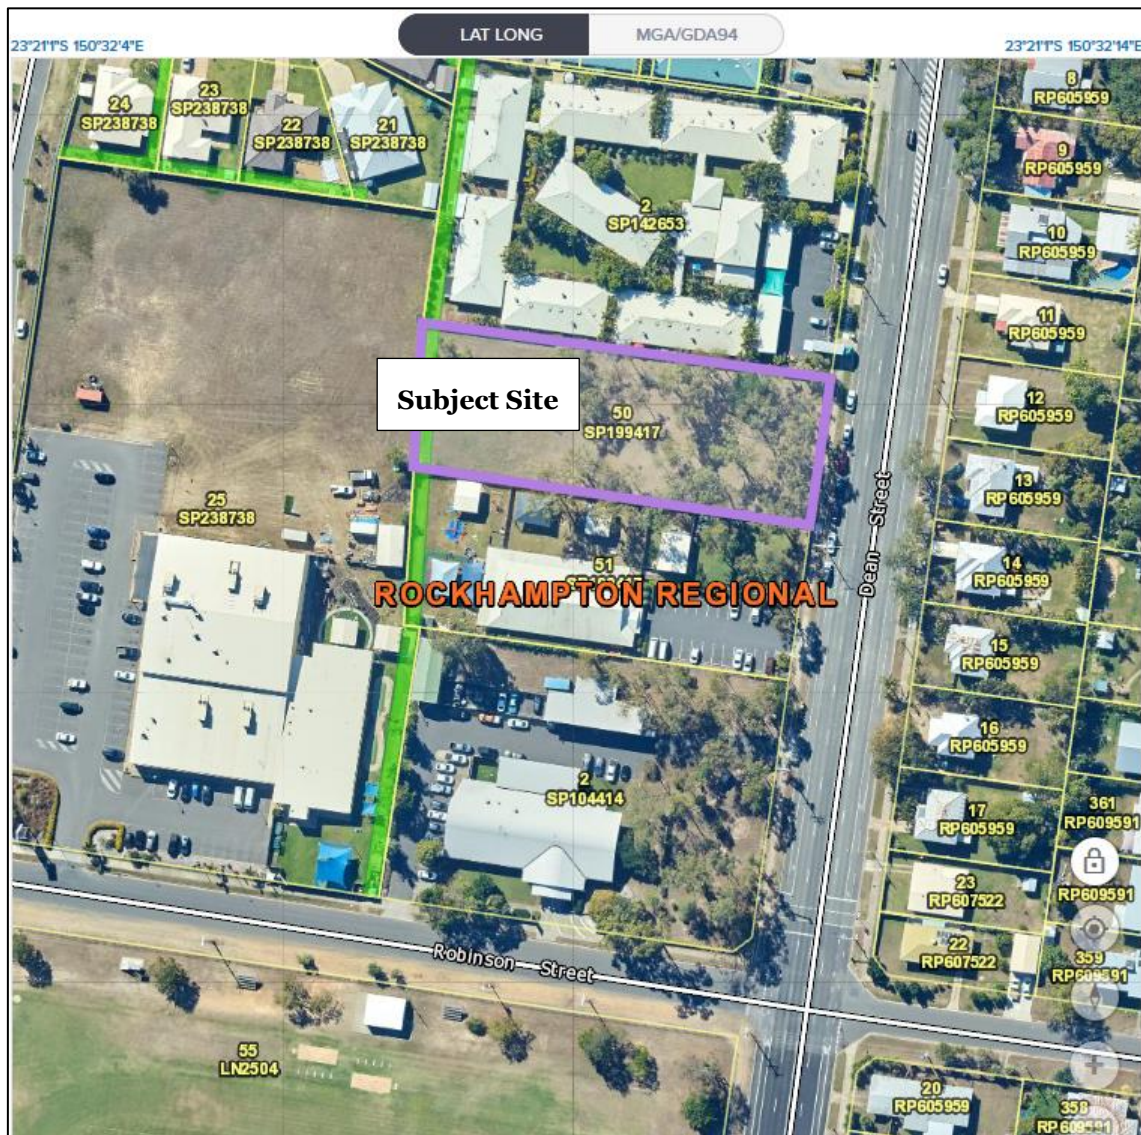 LAT LONG
MGA/GDA94
23°21'1"S 150°32'4"E
23°21'1"S 150°32'14"E
8
RP605959
24
SP238738
23
SP238738
22
SP238738
21
SP238738
9
RP605959
2
SP142653
10
RP605959
11
RP605959
Subject Site
50
SP199417
12
RP605959
13
RP605959
Dean Street
25
SP238738
51
14
RP605959
ROCKHAMPTON REGIONAL
15
RP605959
16
RP605959
2
SP104414
17
RP605959
361
RP609591
23
RP607522
RP609591
22
RP607522
359
RP609591
Robinson Street
55
LN2504
20
RP605959
358
RP609591